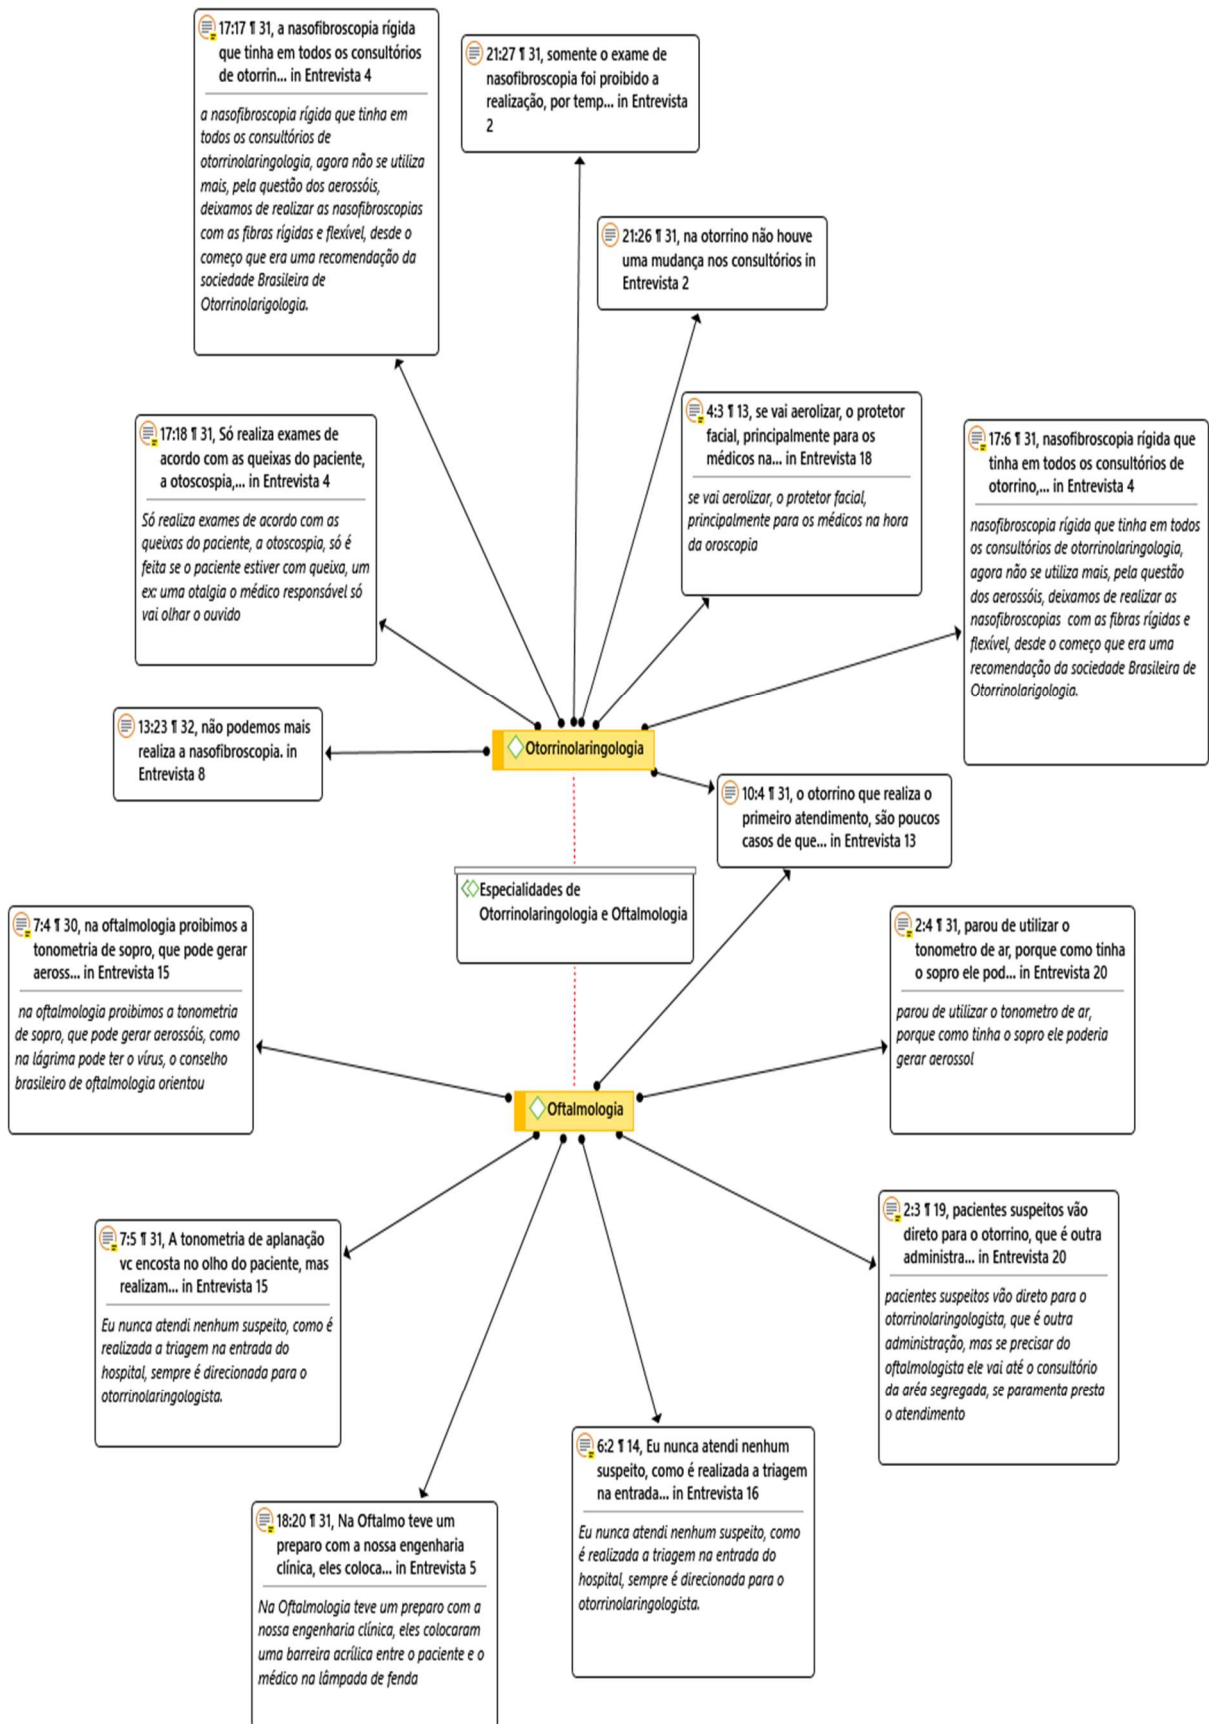 17:17 ¶ 31, a nasofibroscopia rígida
que tinha em todos os consultórios
de otorrin... in Entrevista 4
a nasofibroscopia rígida que tinha em
todos os consultórios de
otorrinolaringologia, agora não se utiliza
mais, pela questão dos aerossóis,
deixamos de realizar as nasofibroscopias
com as fibras rígidas e flexível, desde o
começo que era uma recomendação da
sociedade Brasileira de
Otorrinolarigologia.
21:27 ¶ 31, somente o exame de
nasofibroscopia foi proibido a
realização, por temp... in Entrevista
2
21:26 ¶ 31, na otorrino não houve
uma mudança nos consultórios in
Entrevista 2
4:3 ¶ 13, se vai aerolizar, o protetor
facial, principalmente para os
médicos na... in Entrevista 18
se vai aerolizar, o protetor facial,
principalmente para os médicos na hora
da oroscopia
17:18 ¶ 31, Só realiza exames de
acordo com as queixas do paciente,
a otoscospia,... in Entrevista 4
Só realiza exames de acordo com as
queixas do paciente, a otoscospia, só é
feita se o paciente estiver com queixa, um
ex: uma otalgia o médico responsável só
vai olhar o ouvido
17:6 ¶ 31, nasofibroscopia rígida que
tinha em todos os consultórios de
otorrino,... in Entrevista 4
nasofibroscopia rígida que tinha em todos
os consultórios de otorrinolaringologia,
agora não se utiliza mais, pela questão
dos aerossóis, deixamos de realizar as
nasofibroscopias com as fibras rígidas e
flexível, desde o começo que era uma
recomendação da sociedade Brasileira de
Otorrinolarigologia.
13:23 ¶ 32, não podemos mais
realiza a nasofibroscopia. in
Entrevista 8
Otorrinolaringologia
10:4 ¶ 31, o otorrino que realiza o
primeiro atendimento, são poucos
casos de que... in Entrevista 13
Especialidades de
Otorrinolaringologia e Oftalmologia
7:4 ¶ 30, na oftalmologia proibimos a
tonometria de sopro, que pode gerar
aeross... in Entrevista 15
na oftalmologia proibimos a tonometria
de sopro, que pode gerar aerossóis, como
na lágrima pode ter o vírus, o conselho
brasileiro de oftalmologia orientou
2:4 ¶ 31, parou de utilizar o
tonometro de ar, porque como tinha
o sopro ele pod... in Entrevista 20
parou de utilizar o tonometro de ar,
porque como tinha o sopro ele poderia
gerar aerossol
Oftalmologia
7:5 ¶ 31, A tonometria de aplanação
vc encosta no olho do paciente, mas
realizam... in Entrevista 15
Eu nunca atendi nenhum suspeito, como é
realizada a triagem na entrada do
hospital, sempre é direcionada para o
otorrinolaringologista.
2:3 ¶ 19, pacientes suspeitos vão
direto para o otorrino, que é outra
administra... in Entrevista 20
pacientes suspeitos vão direto para o
otorrinolaringologista, que é outra
administração, mas se precisar do
oftalmologista ele vai até o consultório
da aréa segregada, se paramenta presta
o atendimento
6:2 ¶ 14, Eu nunca atendi nenhum
suspeito, como é realizada a triagem
na entrada... in Entrevista 16
Eu nunca atendi nenhum suspeito, como
é realizada a triagem na entrada do
hospital, sempre é direcionada para o
otorrinolaringologista.
18:20 ¶ 31, Na Oftalmo teve um
preparo com a nossa engenharia
clínica, eles coloca... in Entrevista 5
Na Oftalmologia teve um preparo com a
nossa engenharia clínica, eles colocaram
uma barreira acrílica entre o paciente e o
médico na lâmpada de fenda